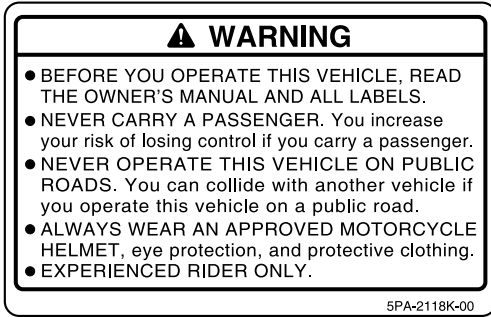 WARNING
● BEFORE YOU OPERATE THIS VEHICLE, READ
THE OWNER'S MANUAL AND ALL LABELS.
● NEVER CARRY A PASSENGER. You increase
your risk of losing control if you carry a passenger.
● NEVER OPERATE THIS VEHICLE ON PUBLIC
ROADS. You can collide with another vehicle if
you operate this vehicle on a public road.
● ALWAYS WEAR AN APPROVED MOTORCYCLE
HELMET, eye protection, and protective clothing.
● EXPERIENCED RIDER ONLY.
5PA-2118K-00